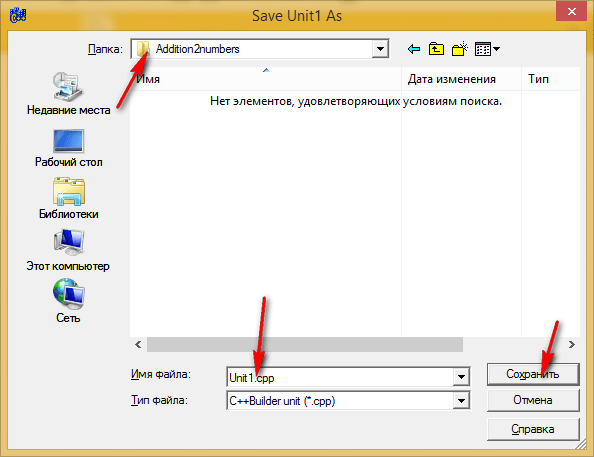 Save Unit1 As
Папка: Addition2numbers
Имя Дата изменения Тип
Нет элементов, удовлетворяющих условиям поиска.
Недавние места
Рабочий стол
Библиотеки
Этот компьютер
Сеть
Имя файла: Unit1.cpp Сохранить
Тип файла: C++Builder unit (*.cpp) Отмена
Справка